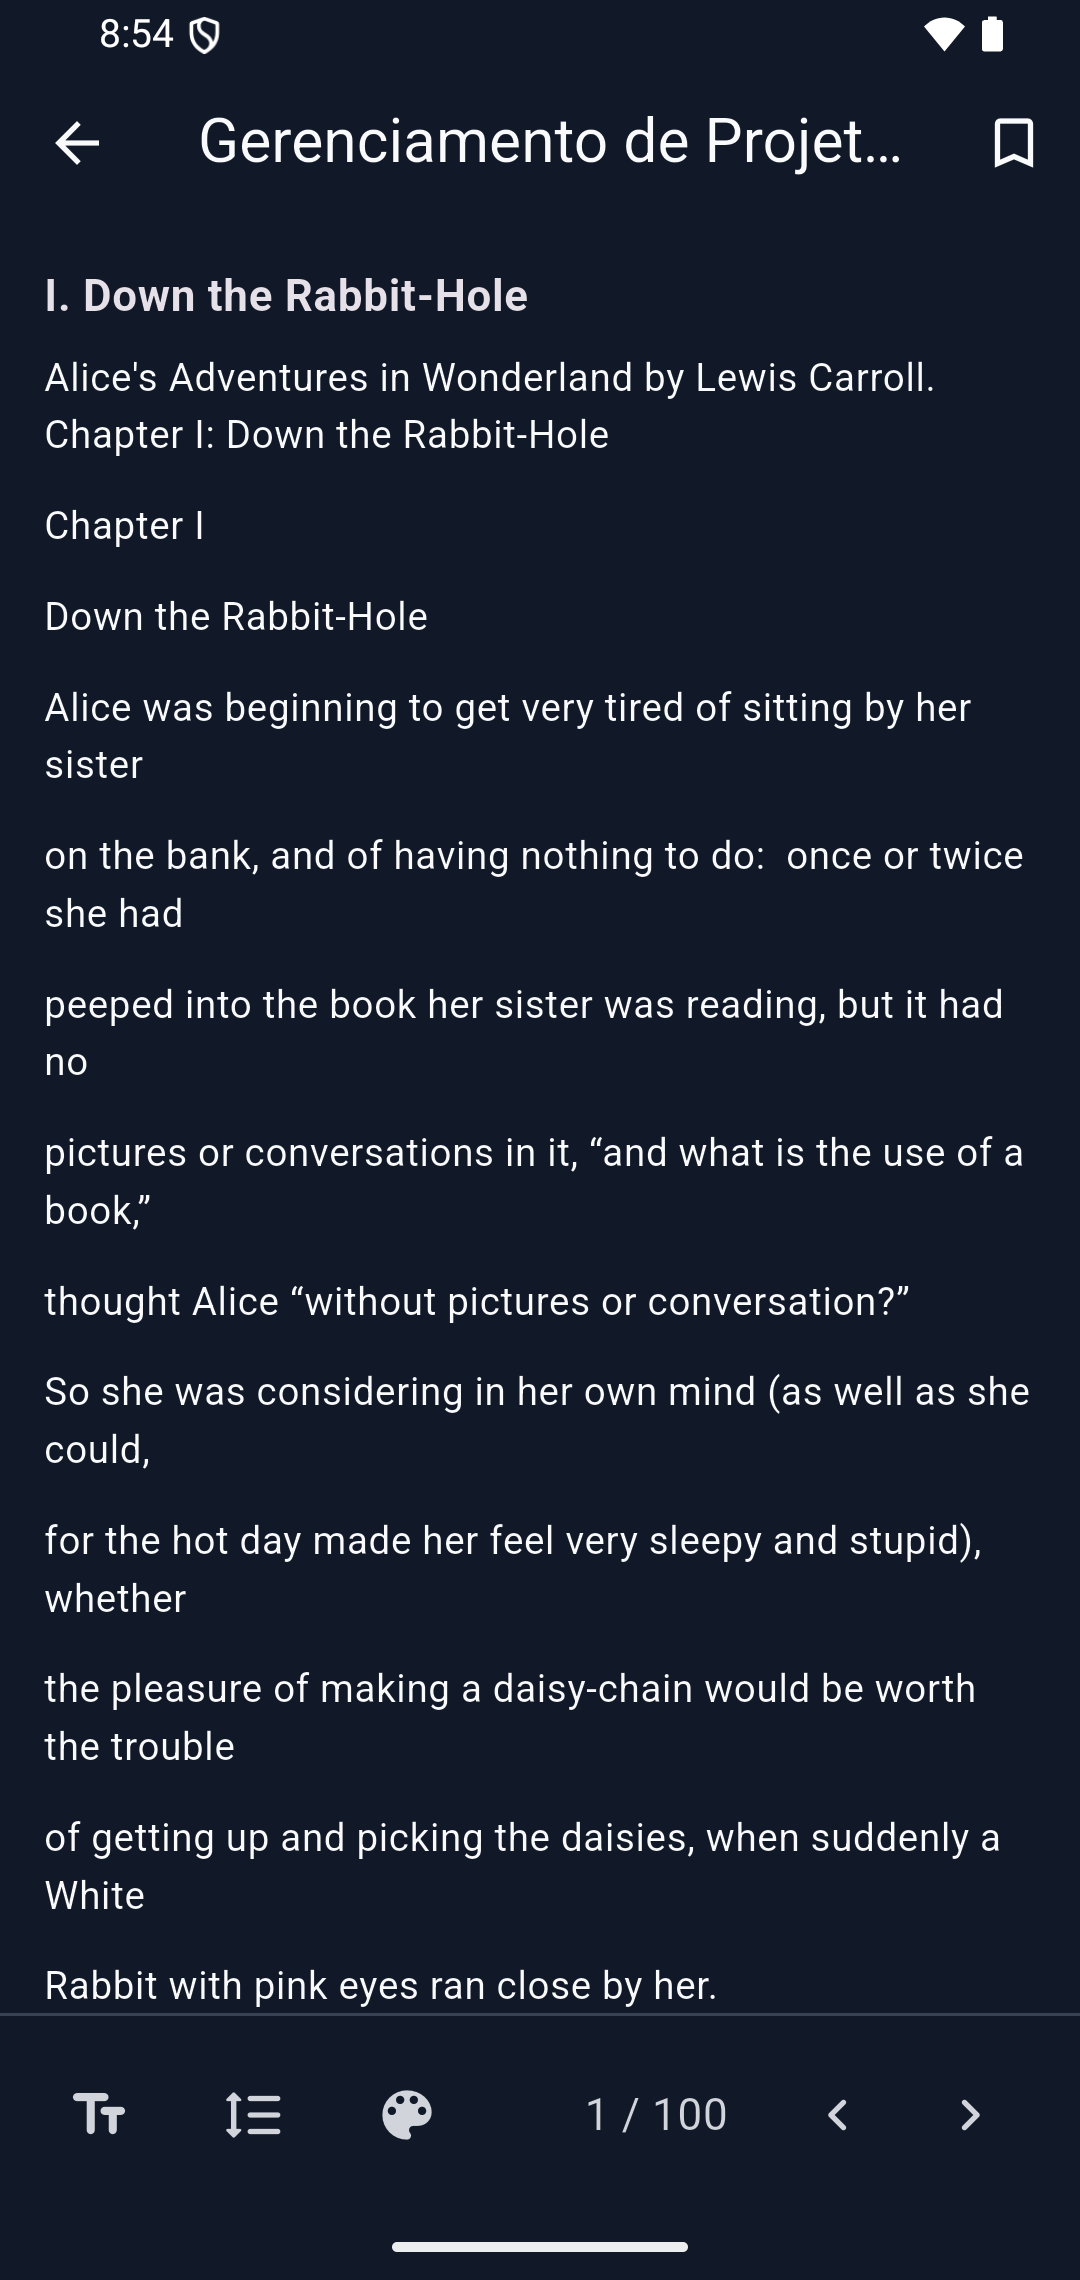 8:54
Gerenciamento de Projet...
I. Down the Rabbit-Hole
Alice's Adventures in Wonderland by Lewis Carroll.
Chapter I: Down the Rabbit-Hole
Chapter I
Down the Rabbit-Hole
Alice was beginning to get very tired of sitting by her
sister
on the bank, and of having nothing to do:  once or twice
she had
peeped into the book her sister was reading, but it had
no
pictures or conversations in it, “and what is the use of a
book,”
thought Alice “without pictures or conversation?”
So she was considering in her own mind (as well as she
could,
for the hot day made her feel very sleepy and stupid),
whether
the pleasure of making a daisy-chain would be worth
the trouble
of getting up and picking the daisies, when suddenly a
White
Rabbit with pink eyes ran close by her.
1 / 100